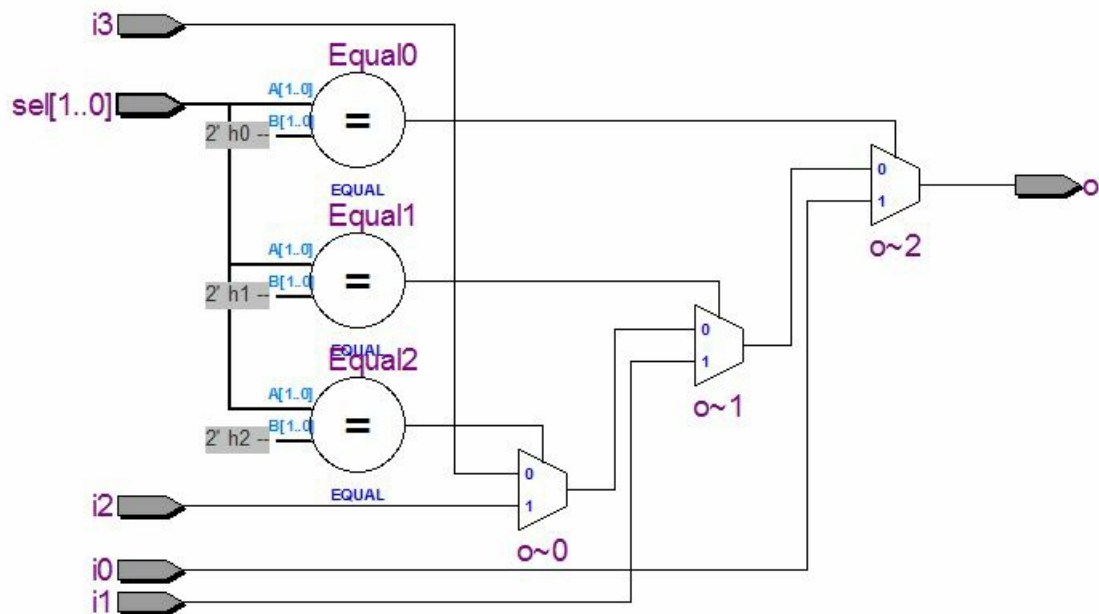 i3
Equal0
sel[1..0]
A[1..0]
2' h0 --
B[1..0]
=
EQUAL
0
1
o
o~2
Equal1
A[1..0]
2' h1 --
B[1..0]
=
EQUAL
0
1
o~1
Equal2
A[1..0]
2' h2 --
B[1..0]
=
EQUAL
0
1
o~0
i2
i0
i1